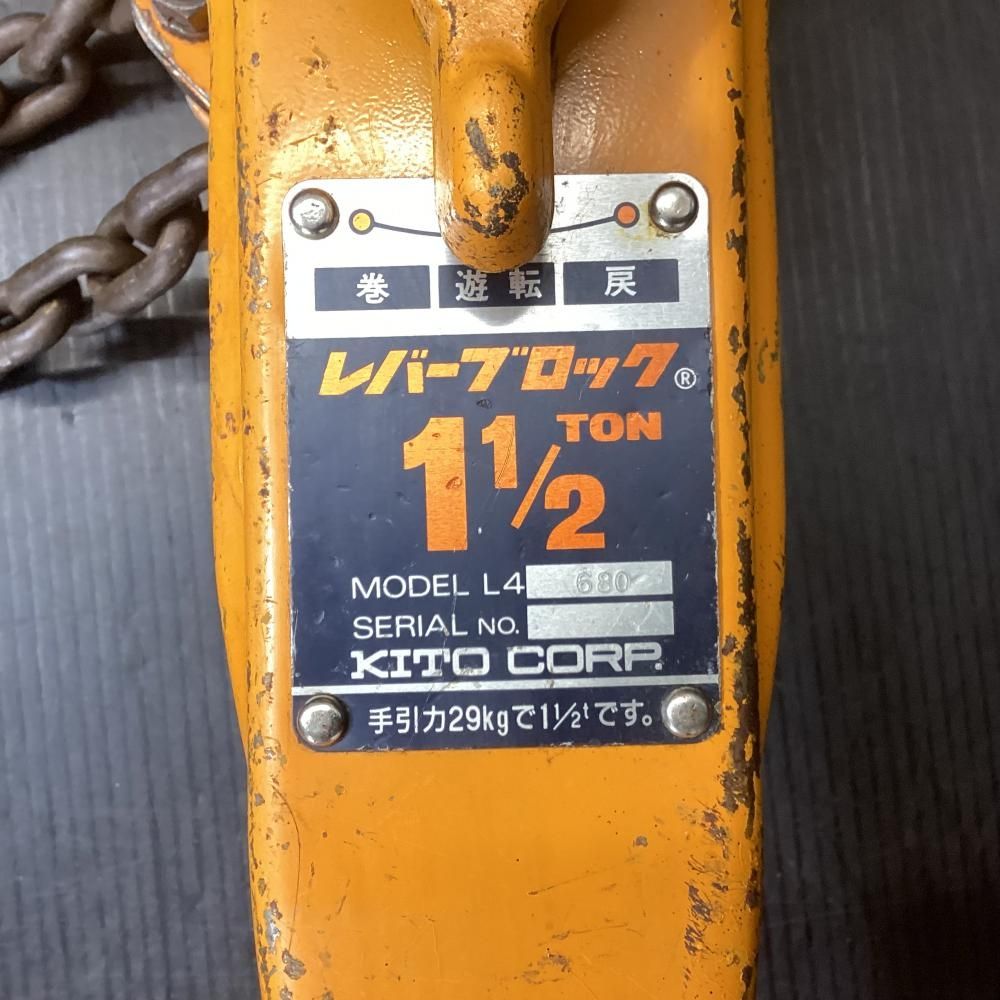 巻 遊転 戻
レバーブロック®
1 1/2 TON
MODEL L4 680
SERIAL NO.
KITO CORP.
手引力29kgで1 1/2tです。